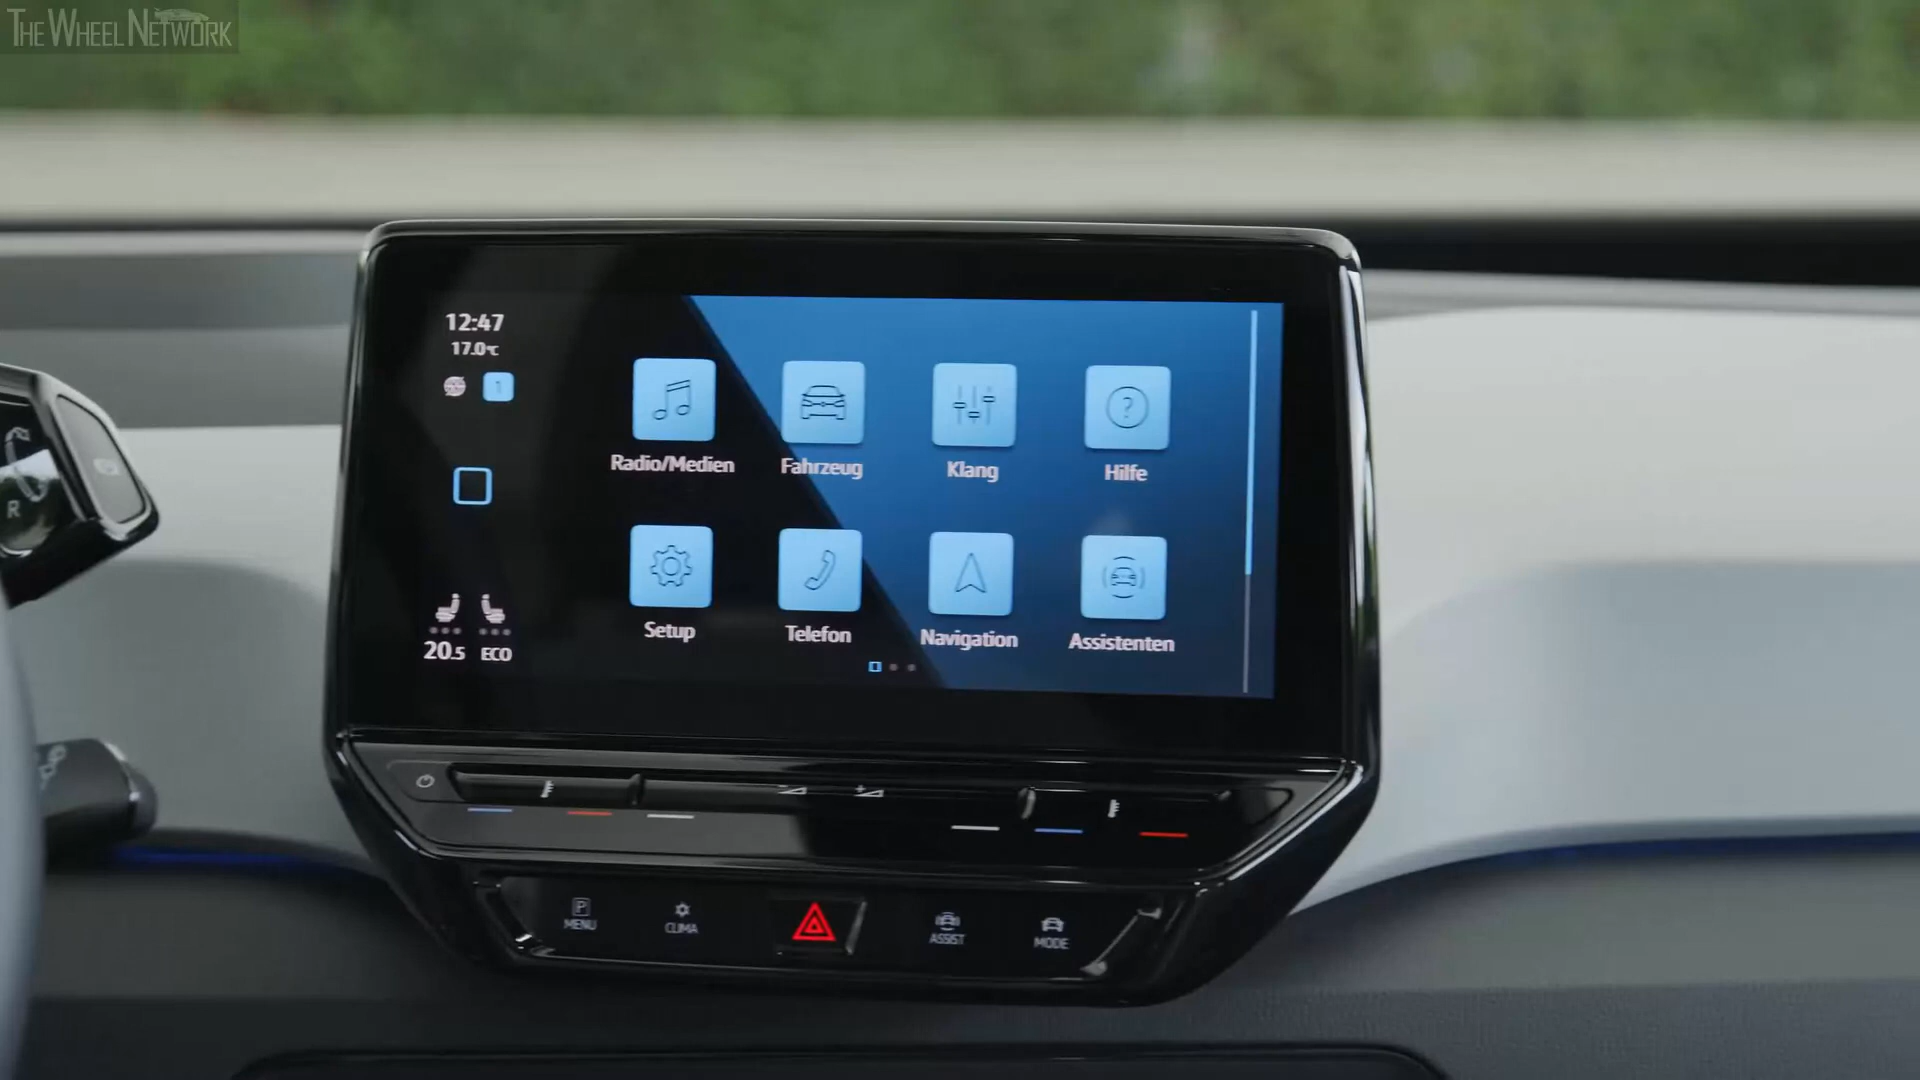 THE WHEEL NETWORK
12:47
17.0°C
1
Radio/Medien
Fahrzeug
Klang
Hilfe
Setup
Telefon
Navigation
Assistenten
20.5
ECO
R
P
MENU
CLIMA
ASSIST
MODE